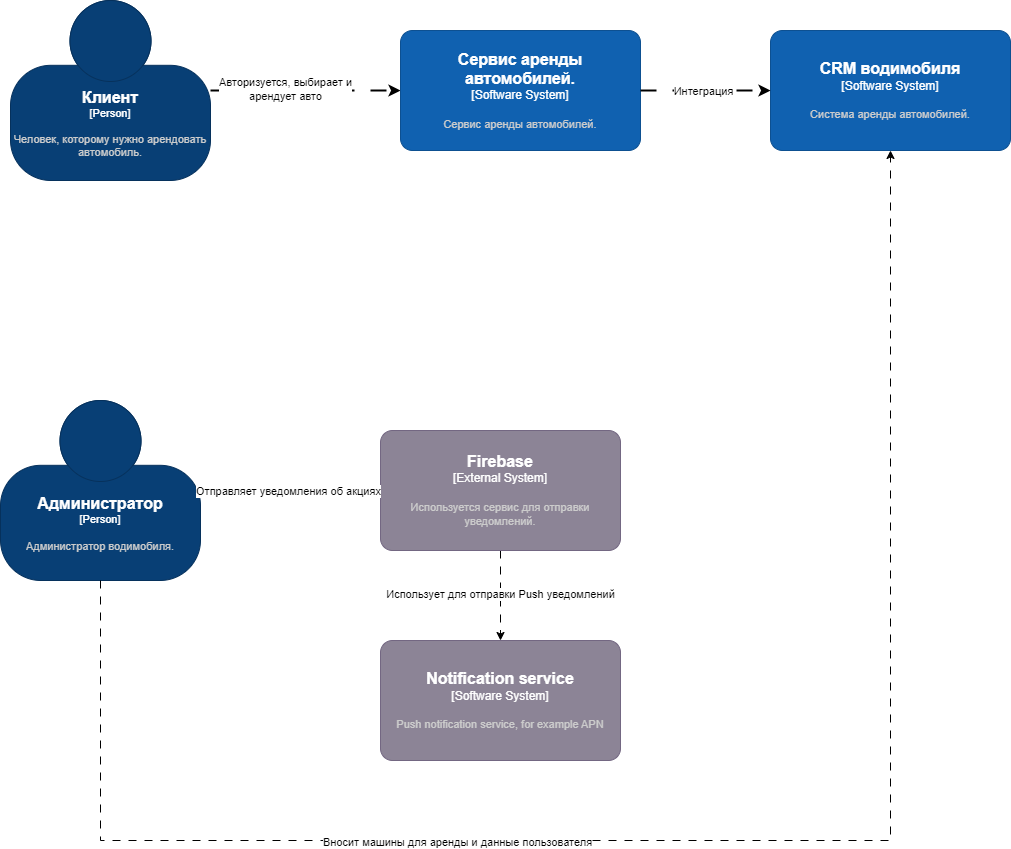 Клиент
[Person]
Человек, которому нужно арендовать
автомобиль.
Авторизуется, выбирает и
арендует авто
Сервис аренды
автомобилей.
[Software System]
Сервис аренды автомобилей.
Интеграция
CRM водимобиля
[Software System]
Система аренды автомобилей.
Администратор
[Person]
Администратор водимобиля.
Отправляет уведомления об акциях
Firebase
[External System]
Используется сервис для отправки
уведомлений.
Использует для отправки Push уведомлений
Notification service
[Software System]
Push notification service, for example APN
Вносит машины для аренды и данные пользователя